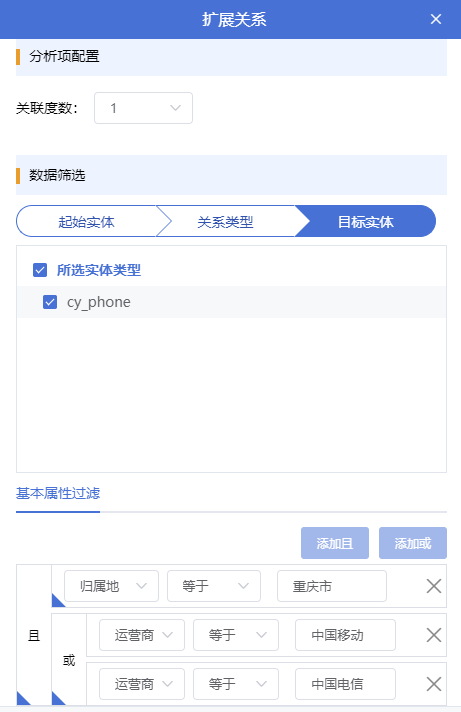 扩展关系
分析项配置
关联度数: 1
数据筛选
起始实体 关系类型 目标实体
所选实体类型
cy_phone
基本属性过滤
添加且 添加或
归属地 等于 重庆市
且
或
运营商 等于 中国移动
运营商 等于 中国电信